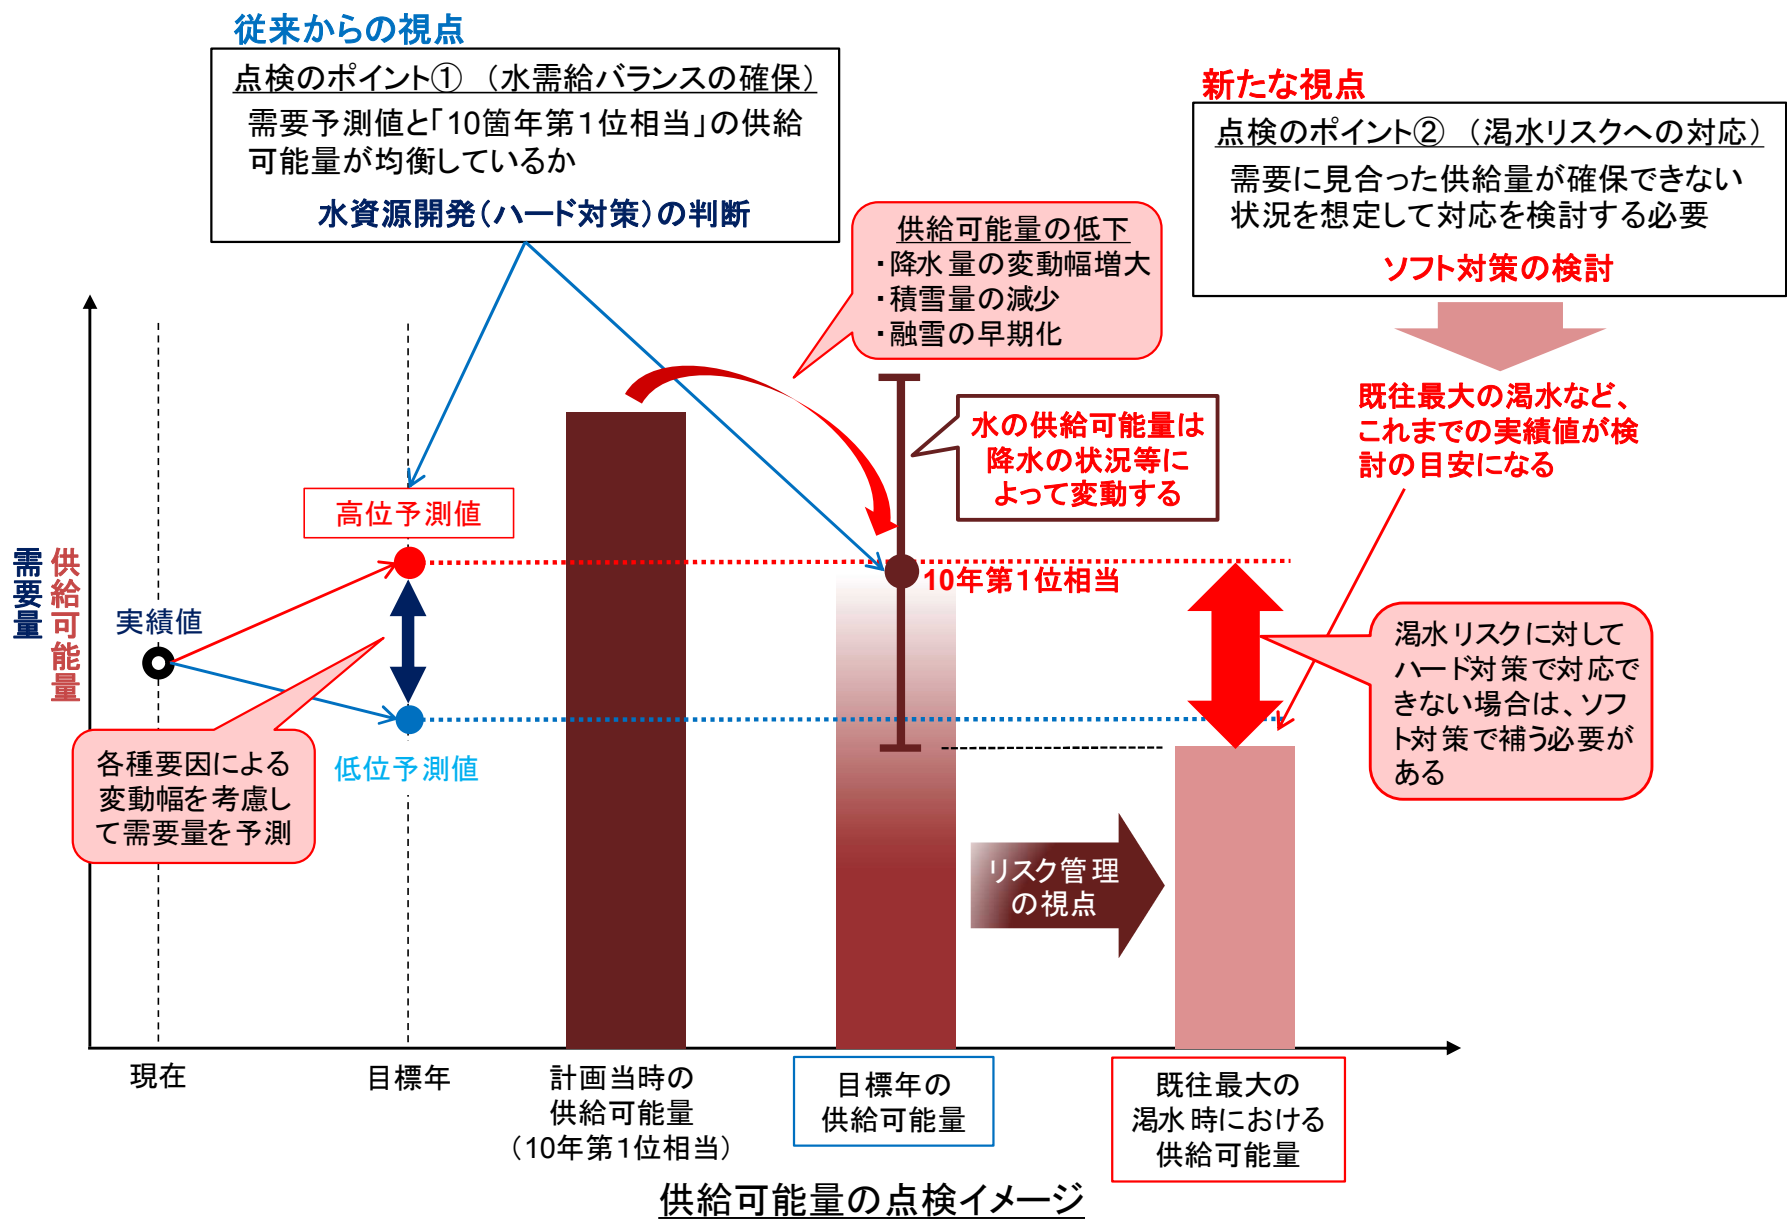 従来からの視点
点検のポイント① （水需給バランスの確保）
需要予測値と「10箇年第１位相当」の供給
可能量が均衡しているか
水資源開発（ハード対策）の判断
新たな視点
点検のポイント② （渇水リスクへの対応）
需要に見合った供給量が確保できない
状況を想定して対応を検討する必要
ソフト対策の検討
供給可能量の低下
・降水量の変動幅増大
・積雪量の減少
・融雪の早期化
既往最大の渇水など、
これまでの実績値が検
討の目安になる
水の供給可能量は
降水の状況等に
よって変動する
高位予測値
10年第１位相当
需要量
供給可能量
実績値
低位予測値
各種要因による
変動幅を考慮し
て需要量を予測
渇水リスクに対して
ハード対策で対応で
きない場合は、ソフ
ト対策で補う必要が
ある
リスク管理
の視点
現在
目標年
計画当時の
供給可能量
（10年第１位相当）
目標年の
供給可能量
既往最大の
渇水時における
供給可能量
供給可能量の点検イメージ